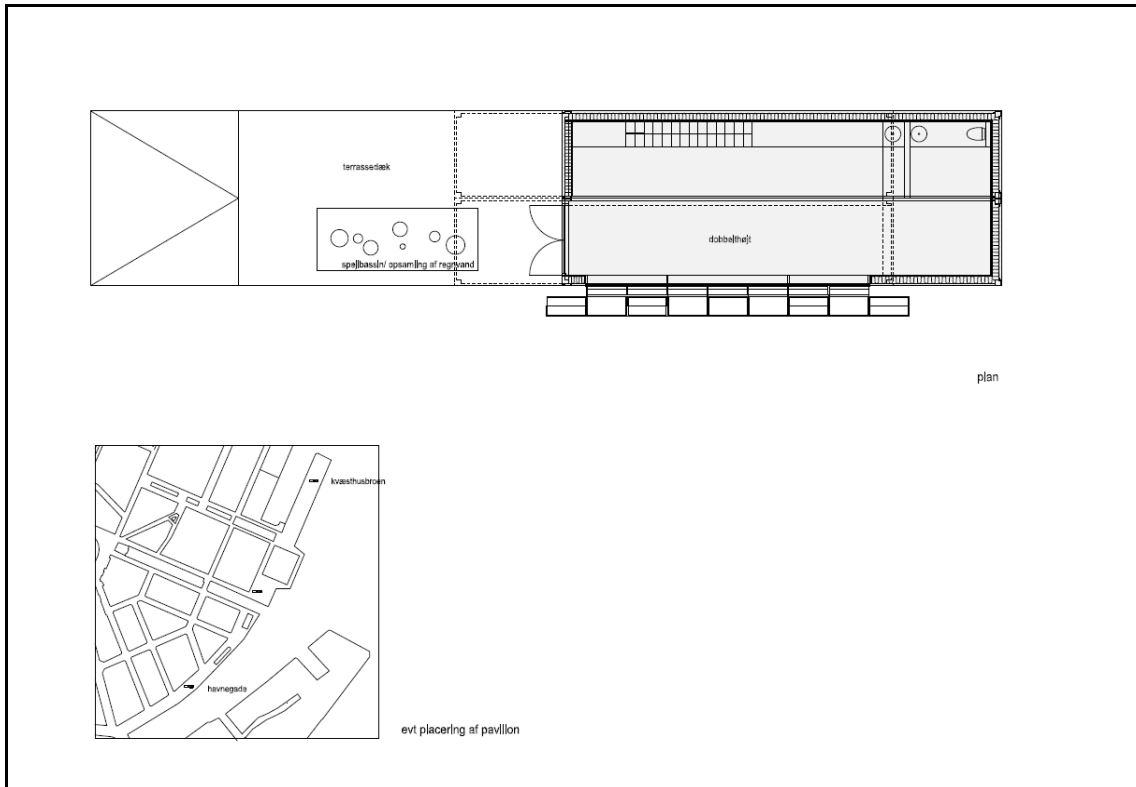 terrassedæk
spejlbassin/ opsamling af regnvand
dobbelthøjt
plan
kvæsthusbroen
havnegade
evt placering af pavillon